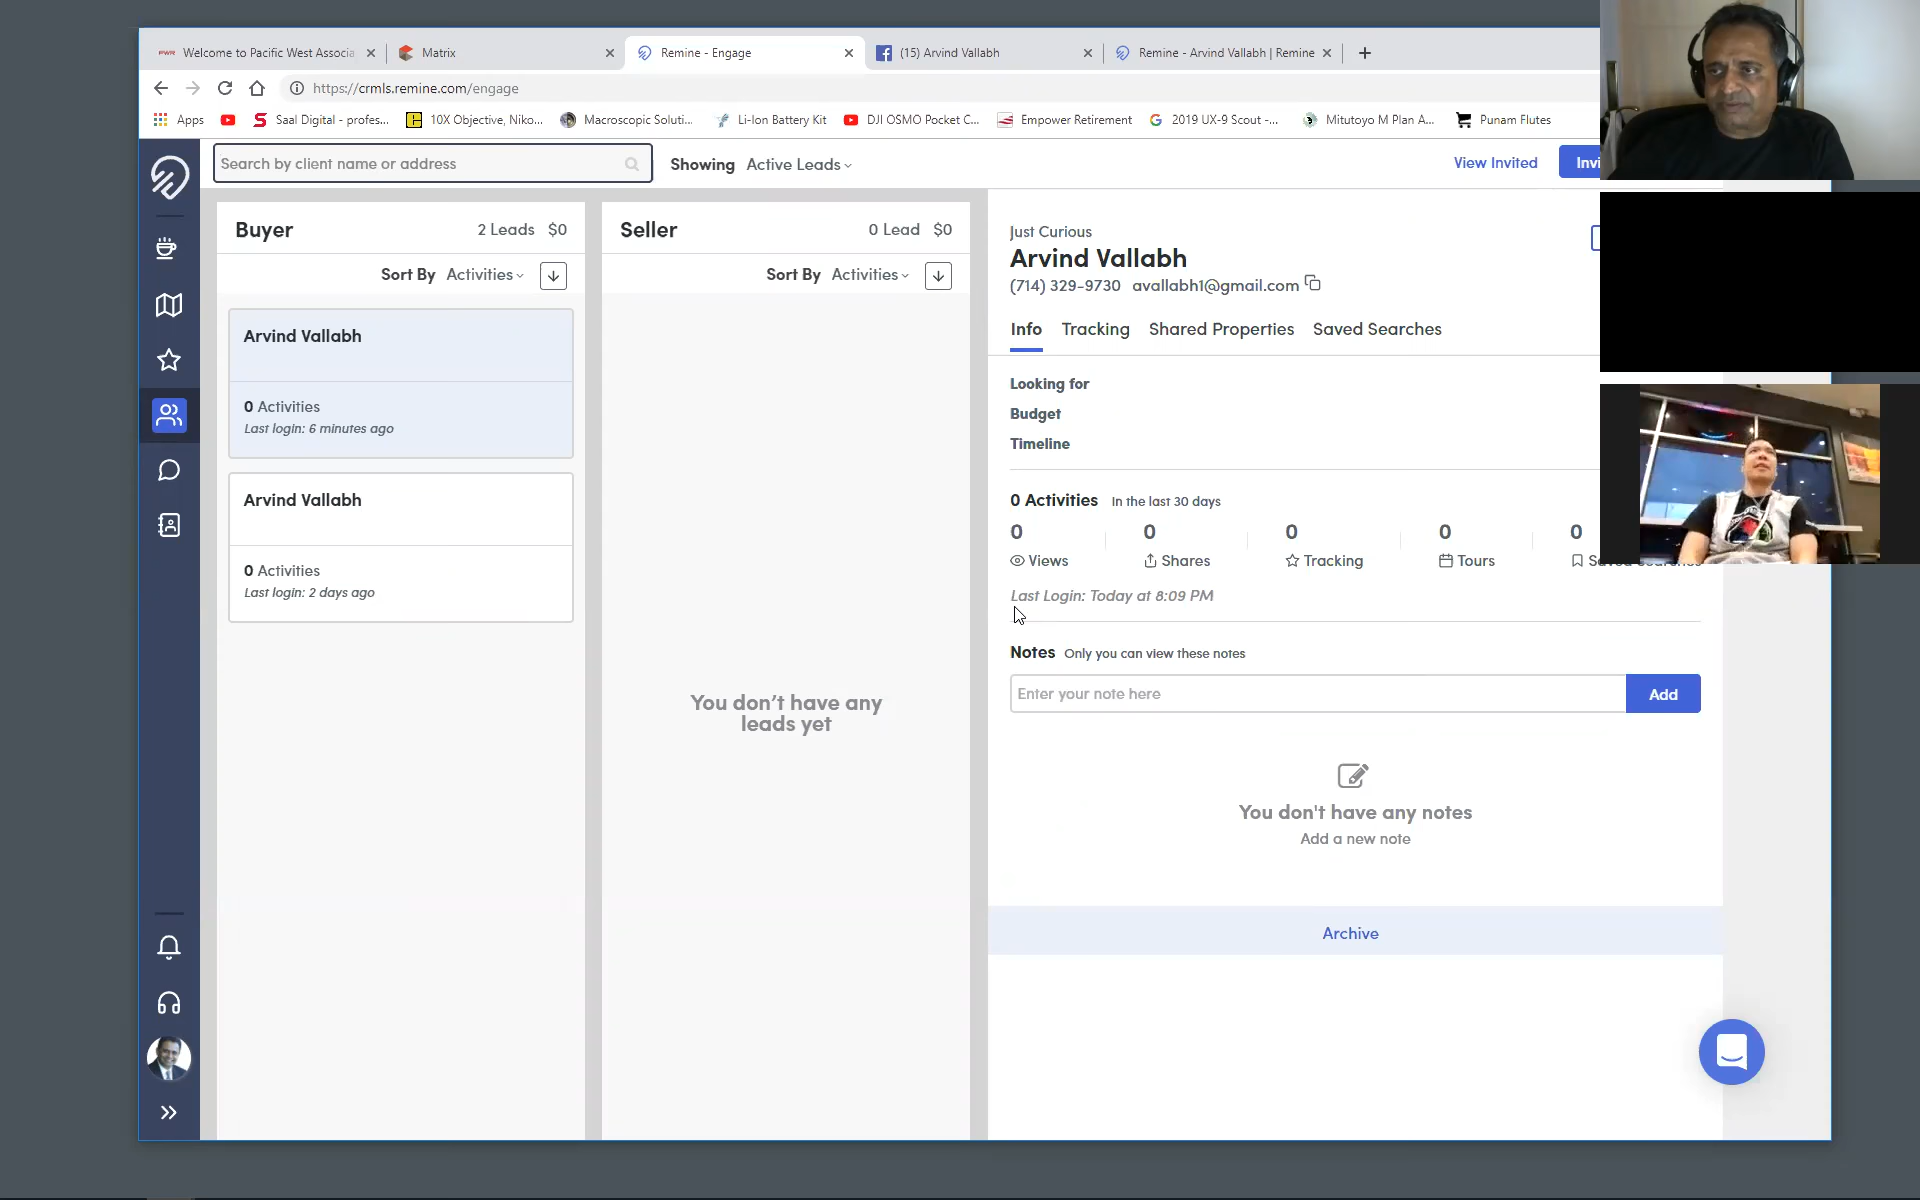 Welcome to Pacific West Associa
Matrix
Remine - Engage
(15) Arvind Vallabh
Remine - Arvind Vallabh | Remine
https://crmls.remine.com/engage
Apps
Saal Digital - profes...
10X Objective, Niko...
Macroscopic Soluti...
Li-Ion Battery Kit
DJI OSMO Pocket C...
Empower Retirement
2019 UX-9 Scout -...
Mitutoyo M Plan A...
Punam Flutes
Search by client name or address
Showing Active Leads
View Invited
Invi
Buyer
2 Leads $0
Sort By Activities
Arvind Vallabh
0 Activities
Last login: 6 minutes ago
Arvind Vallabh
0 Activities
Last login: 2 days ago
Seller
0 Lead $0
Sort By Activities
You don't have any
leads yet
Just Curious
Arvind Vallabh
(714) 329-9730 avallabh1@gmail.com
Info Tracking Shared Properties Saved Searches
Looking for
Budget
Timeline
0 Activities In the last 30 days
0 0 0 0 0
Views Shares Tracking Tours
Last Login: Today at 8:09 PM
Notes Only you can view these notes
Enter your note here
Add
You don't have any notes
Add a new note
Archive